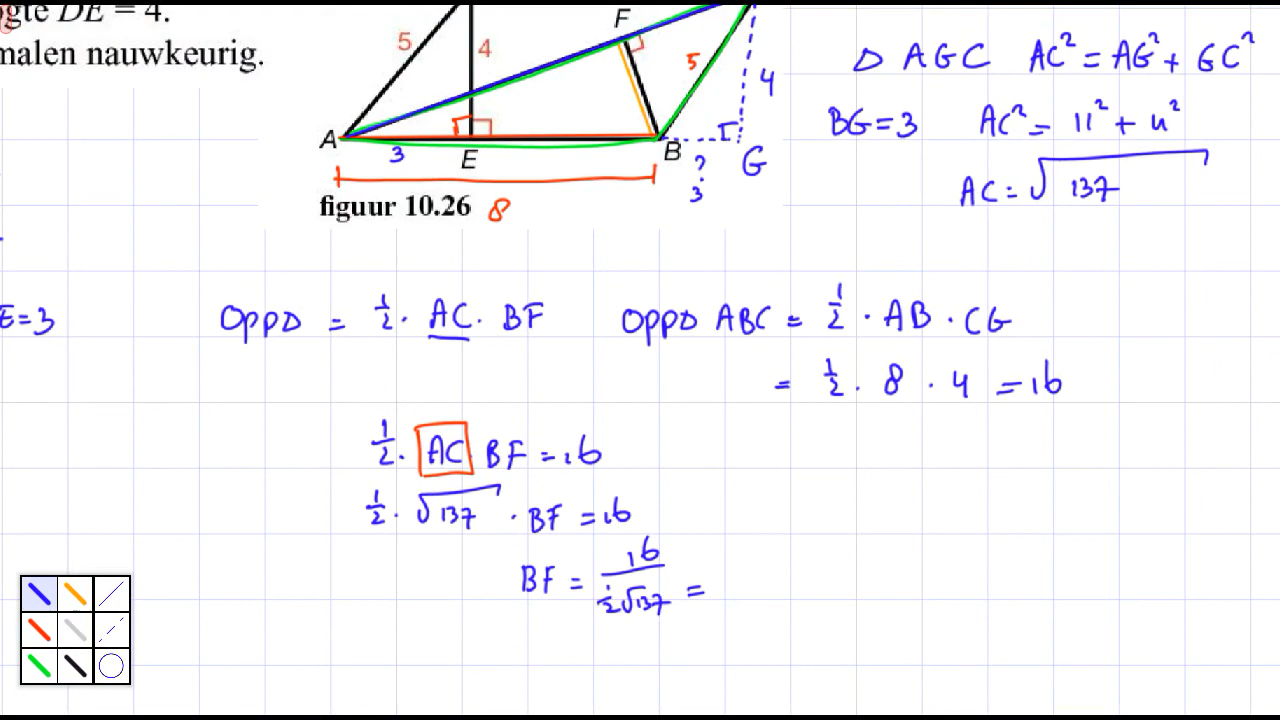 ogte DE = 4.
malen nauwkeurig.
5
4
F
5
4
A
3
E
B
?
3
G
figuur 10.26
8
△ AGC AC² = AG² + GC²
BG = 3 AC² = 11² + 4²
AC = √137
E = 3
OPPΔ = ½ · AC · BF
OPPΔ ABC = ½ · AB · CG
= ½ · 8 · 4 = 16
½ · AC BF = 16
½ · √137 · BF = 16
BF = 16 / ½√137 =